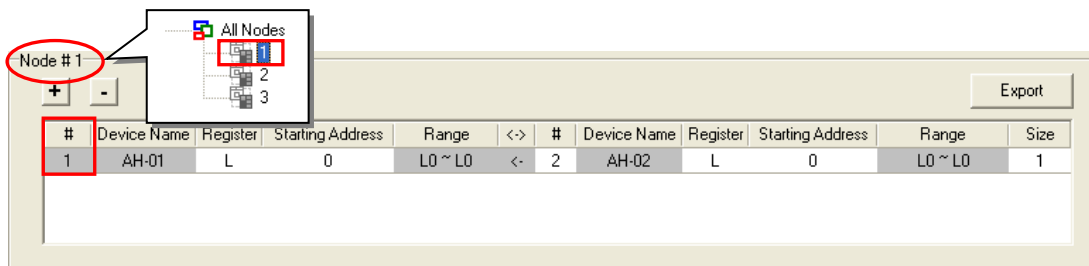 All Nodes
1
2
3
Node # 1
+ - Export
# Device Name Register Starting Address Range <-> # Device Name Register Starting Address Range Size
1 AH-01 L 0 L0 ~ L0 <- 2 AH-02 L 0 L0 ~ L0 1